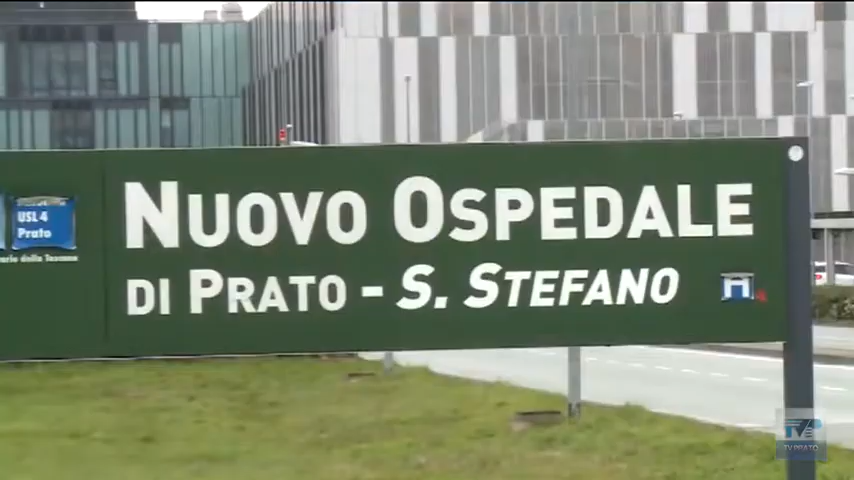 NUOVO OSPEDALE
DI PRATO - S. STEFANO
USL 4
Prato
TV PRATO